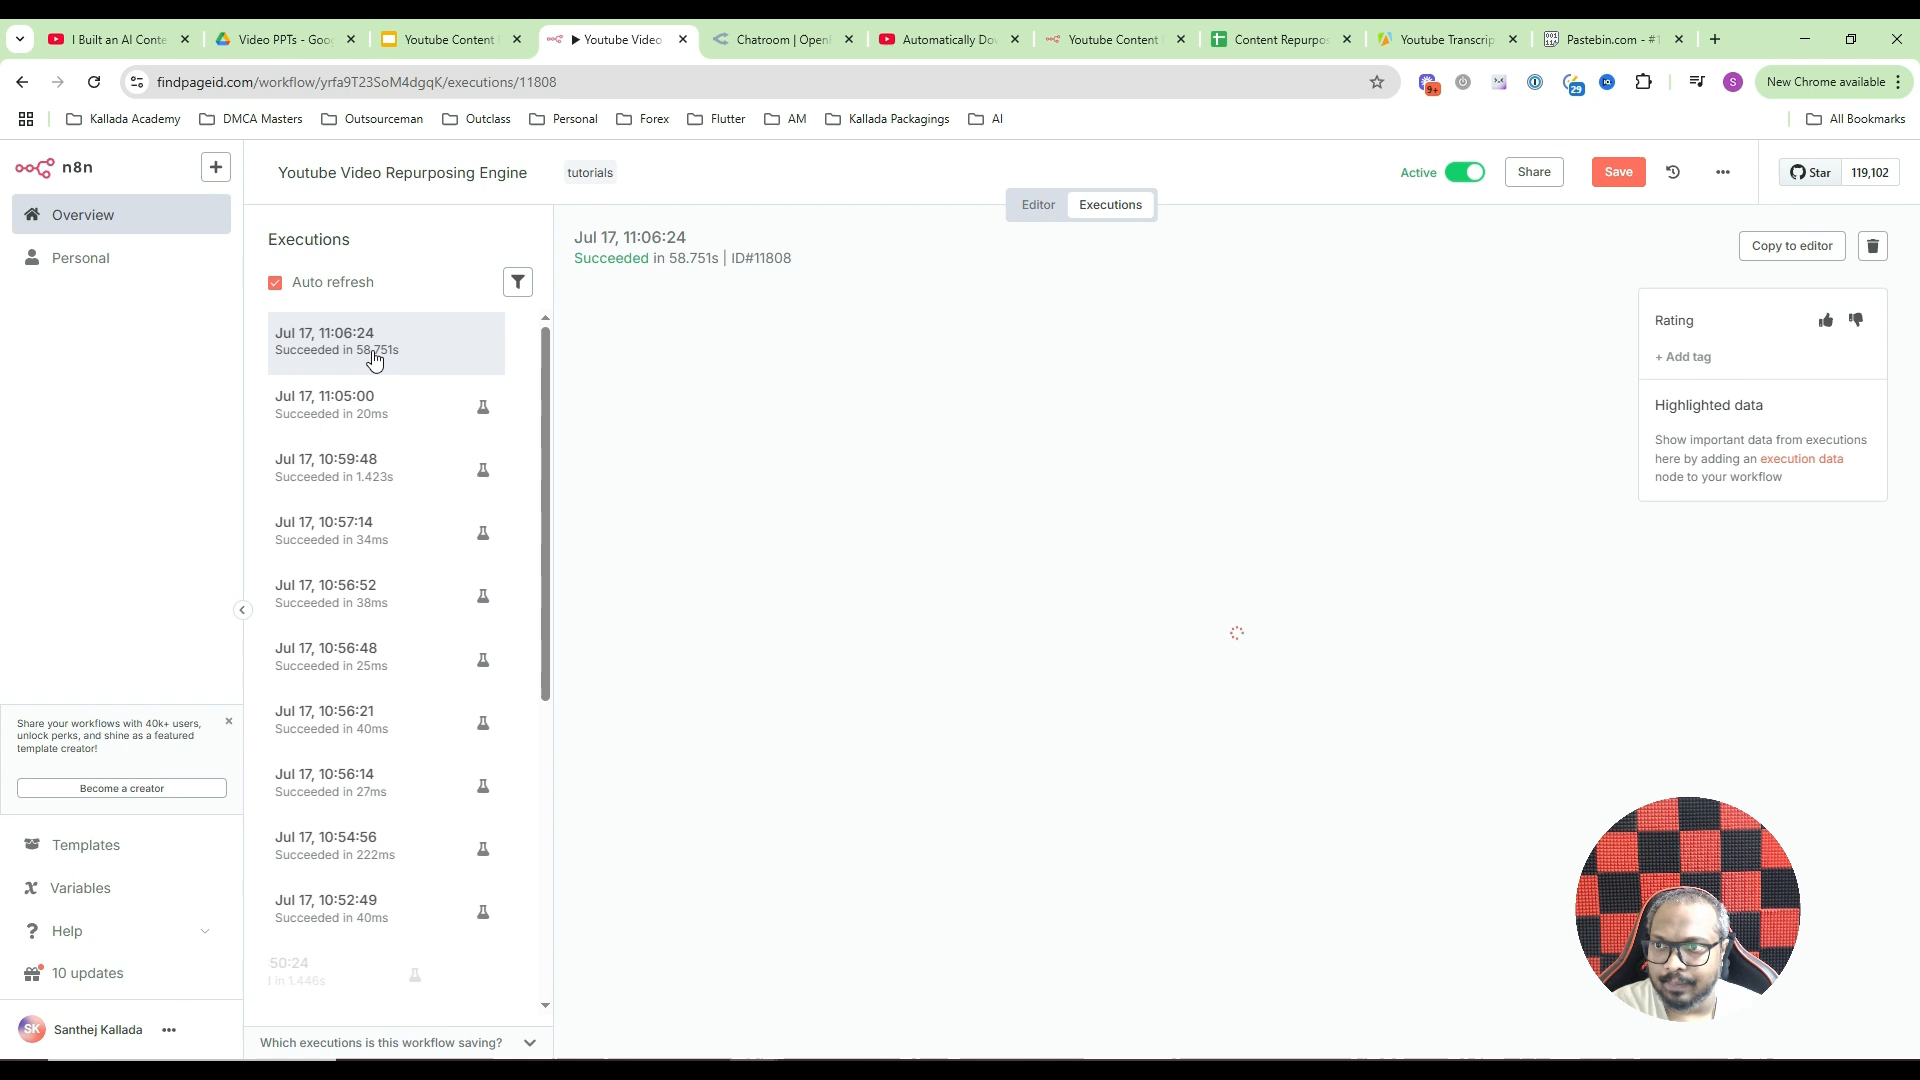 I Built an AI Conte
Video PPTs - Goo
Youtube Content
▶ Youtube Video
Chatroom | Open
Automatically Do
Youtube Content
Content Repurpos
Youtube Transcrip
Pastebin.com - #1
findpageid.com/workflow/yrfa9T23SoM4dgqK/executions/11808
9+
29
S
New Chrome available
Kallada Academy
DMCA Masters
Outsourceman
Outclass
Personal
Forex
Flutter
AM
Kallada Packagings
AI
All Bookmarks
n8n
Youtube Video Repurposing Engine
tutorials
Active
Share
Save
Star
119,102
Overview
Personal
Editor
Executions
Executions
Auto refresh
Jul 17, 11:06:24
Succeeded in 58.751s | ID#11808
Copy to editor
Jul 17, 11:06:24
Succeeded in 58.751s
Jul 17, 11:05:00
Succeeded in 20ms
Jul 17, 10:59:48
Succeeded in 1.423s
Jul 17, 10:57:14
Succeeded in 34ms
Jul 17, 10:56:52
Succeeded in 38ms
Jul 17, 10:56:48
Succeeded in 25ms
Jul 17, 10:56:21
Succeeded in 40ms
Jul 17, 10:56:14
Succeeded in 27ms
Jul 17, 10:54:56
Succeeded in 222ms
Jul 17, 10:52:49
Succeeded in 40ms
50:24
in 1.446s
Which executions is this workflow saving?
Rating
+ Add tag
Highlighted data
Show important data from executions
here by adding an execution data
node to your workflow
Share your workflows with 40k+ users,
unlock perks, and shine as a featured
template creator!
Become a creator
Templates
Variables
Help
10 updates
SK
Santhej Kallada